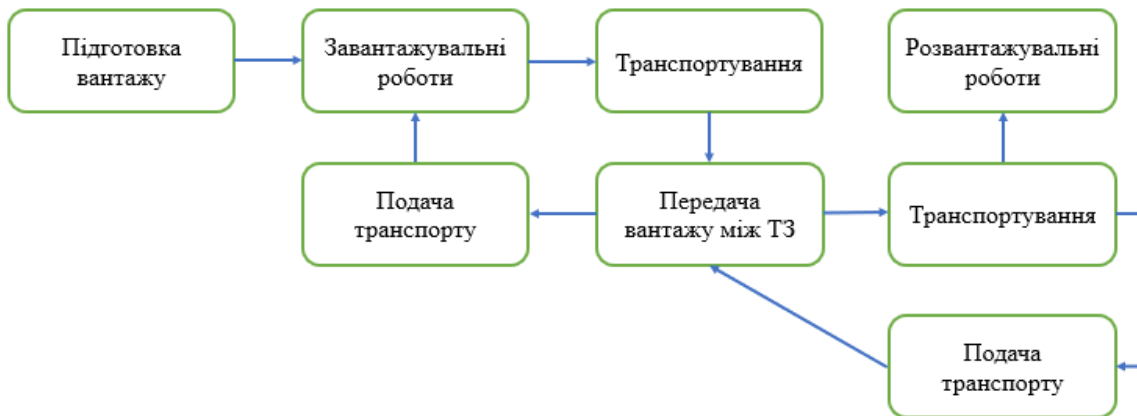 Підготовка
вантажу
Завантажувальні
роботи
Транспортування
Розвантажувальні
роботи
Подача
транспорту
Передача
вантажу між ТЗ
Транспортування
Подача
транспорту